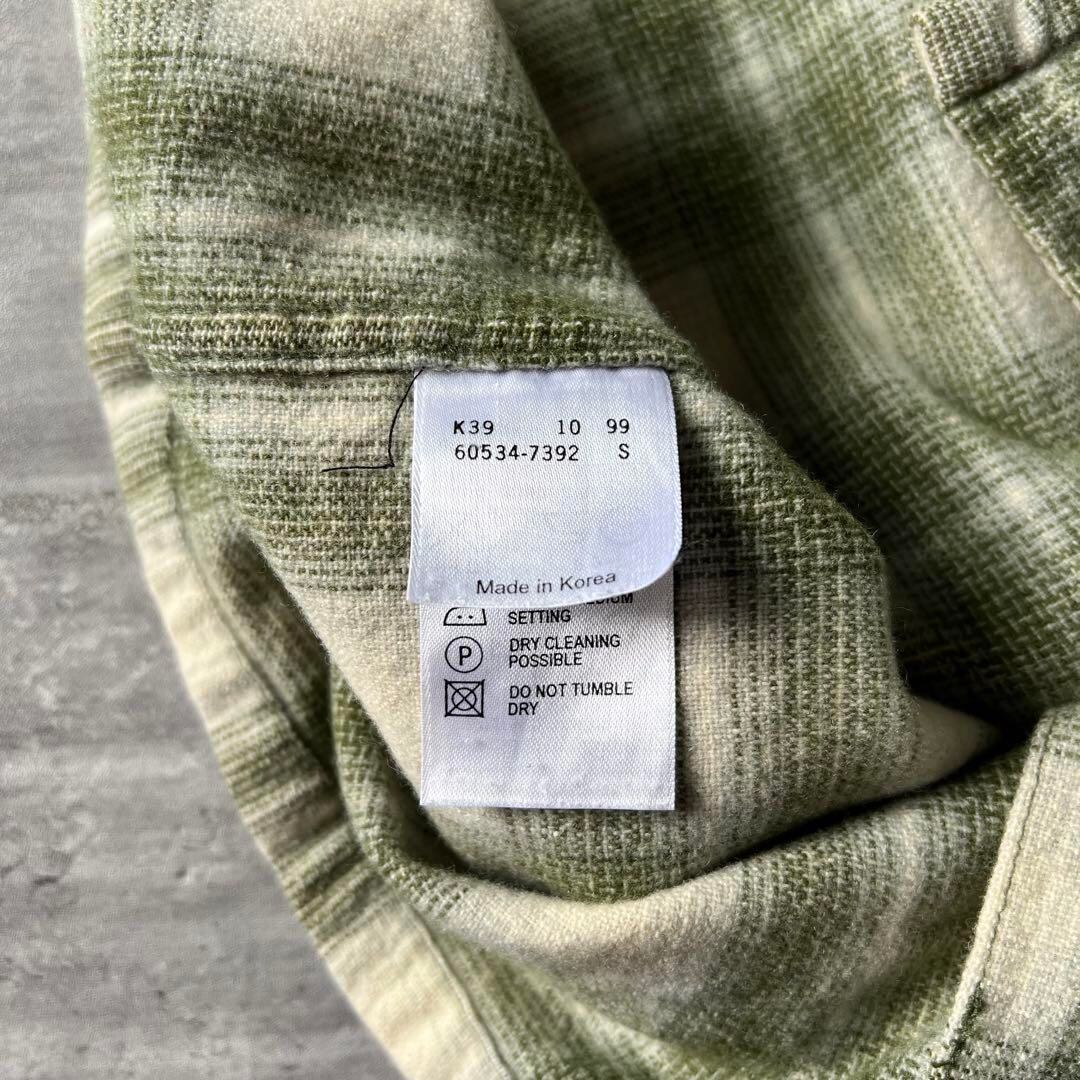 K39 10 99
60534-7392 S
Made in Korea
SETTING
P
DRY CLEANING
POSSIBLE
DO NOT TUMBLE
DRY